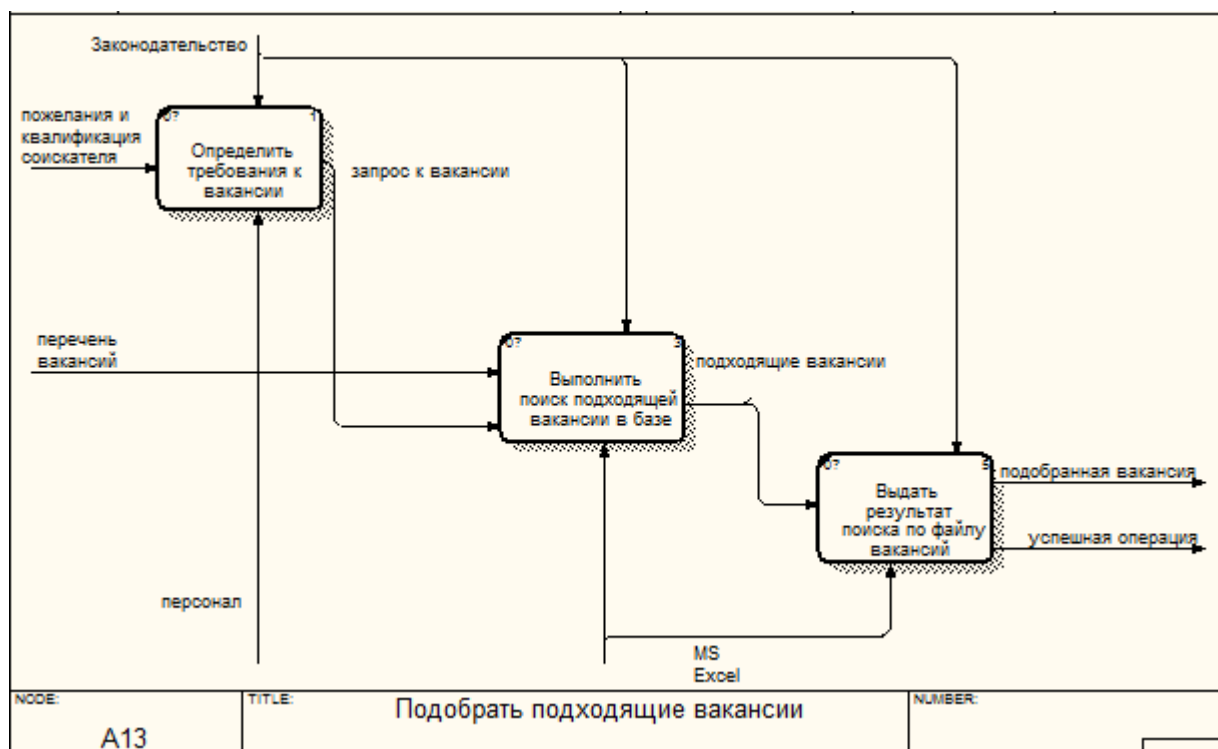 Законодательство
пожелания и
квалификация
соискателя
0?
1
Определить
требования к
вакансии
запрос к вакансии
перечень
вакансий
0?
3
Выполнить
поиск подходящей
вакансии в базе
подходящие вакансии
0?
5
Выдать
результат
поиска по файлу
вакансий
подобранная вакансия
успешная операция
персонал
MS
Excel
NODE:
A13
TITLE:
Подобрать подходящие вакансии
NUMBER: